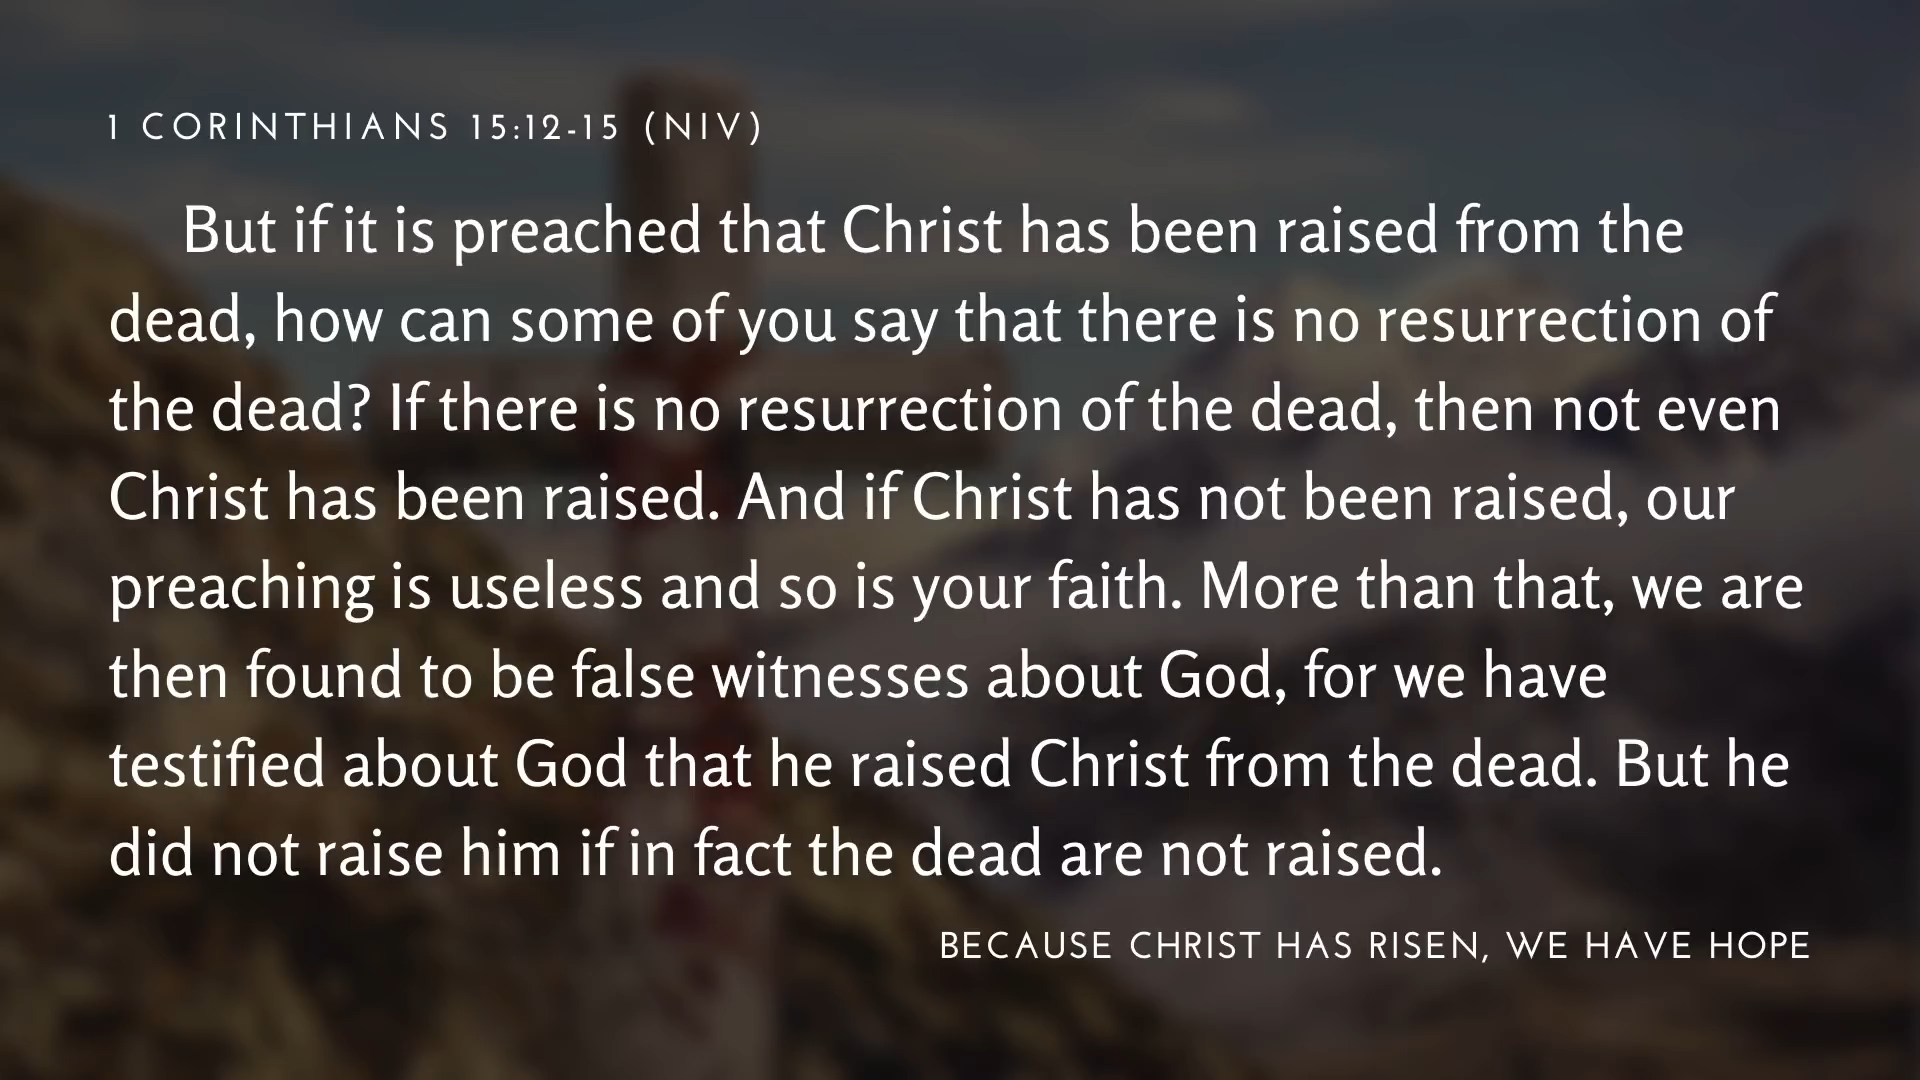 1 CORINTHIANS 15:12-15 (NIV)
But if it is preached that Christ has been raised from the
dead, how can some of you say that there is no resurrection of
the dead? If there is no resurrection of the dead, then not even
Christ has been raised. And if Christ has not been raised, our
preaching is useless and so is your faith. More than that, we are
then found to be false witnesses about God, for we have
testified about God that he raised Christ from the dead. But he
did not raise him if in fact the dead are not raised.
BECAUSE CHRIST HAS RISEN, WE HAVE HOPE